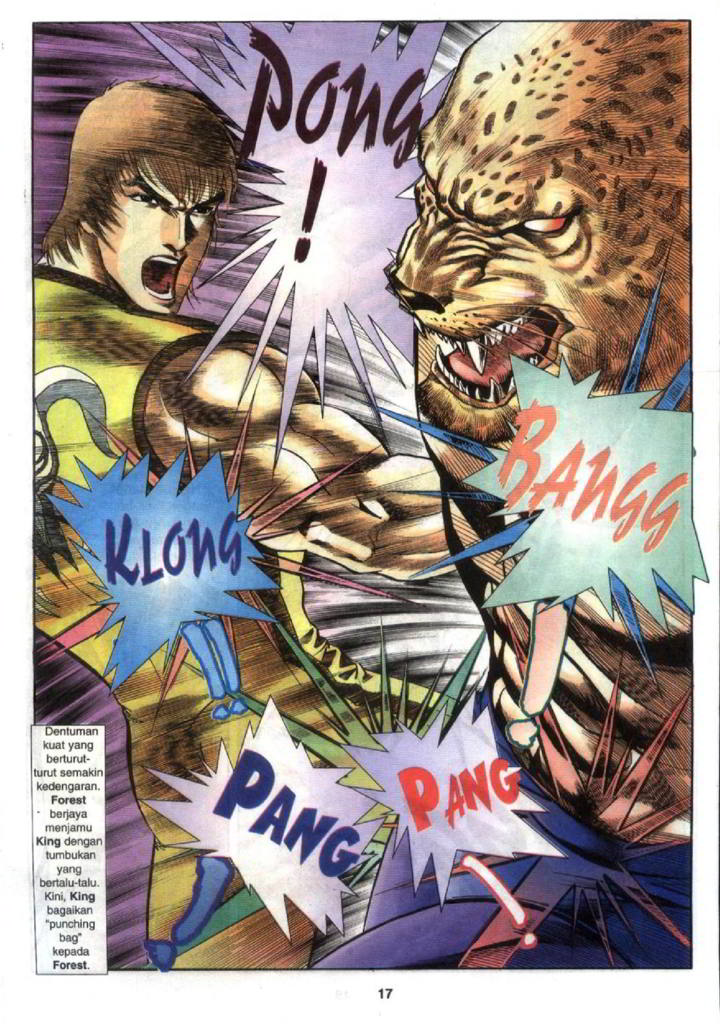 PONG
!
BANGG
KLONG
PANG
PANG
!
Dentuman
kuat yang
berturut-
turut semakin
kedengaran.
Forest
berjaya
menjamu
King dengan
tumbukan
yang
bertalu-talu.
Kini, King
bagaikan
"punching
bag"
kepada
Forest.
17